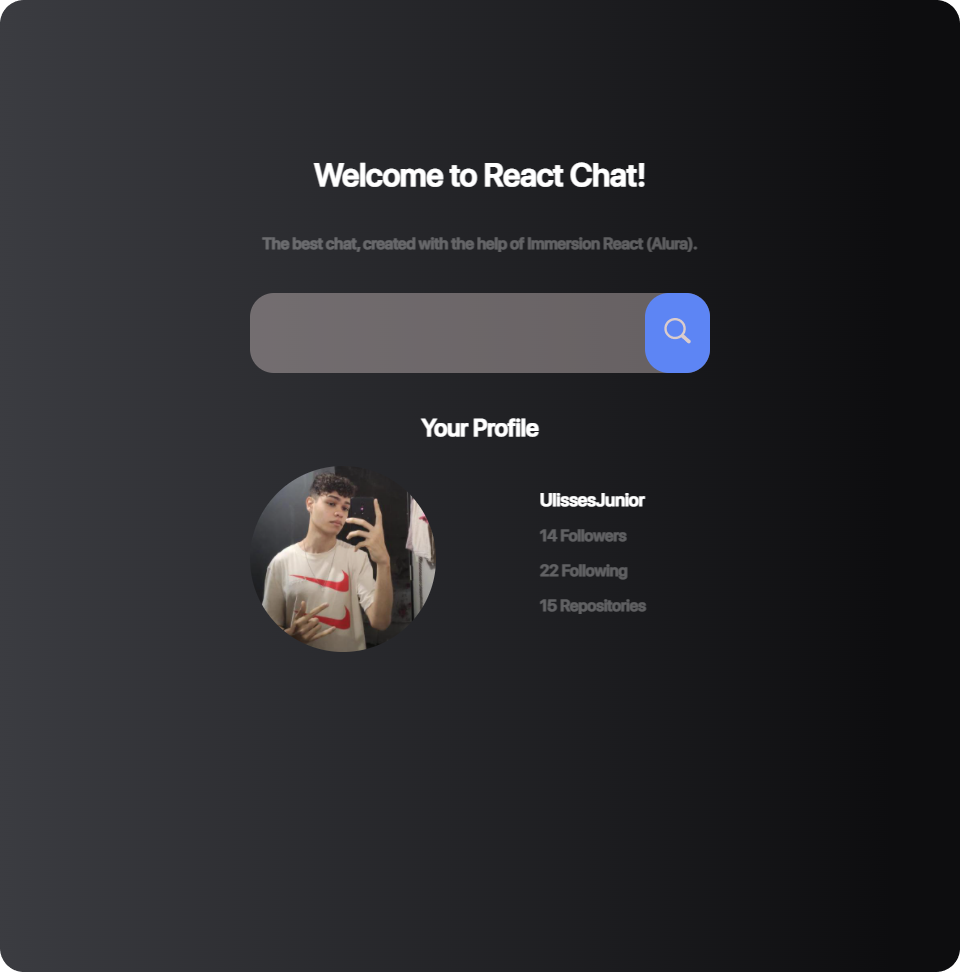 Welcome to React Chat!
The best chat, created with the help of Immersion React (Alura).
Your Profile
UlissesJunior
14 Followers
22 Following
15 Repositories